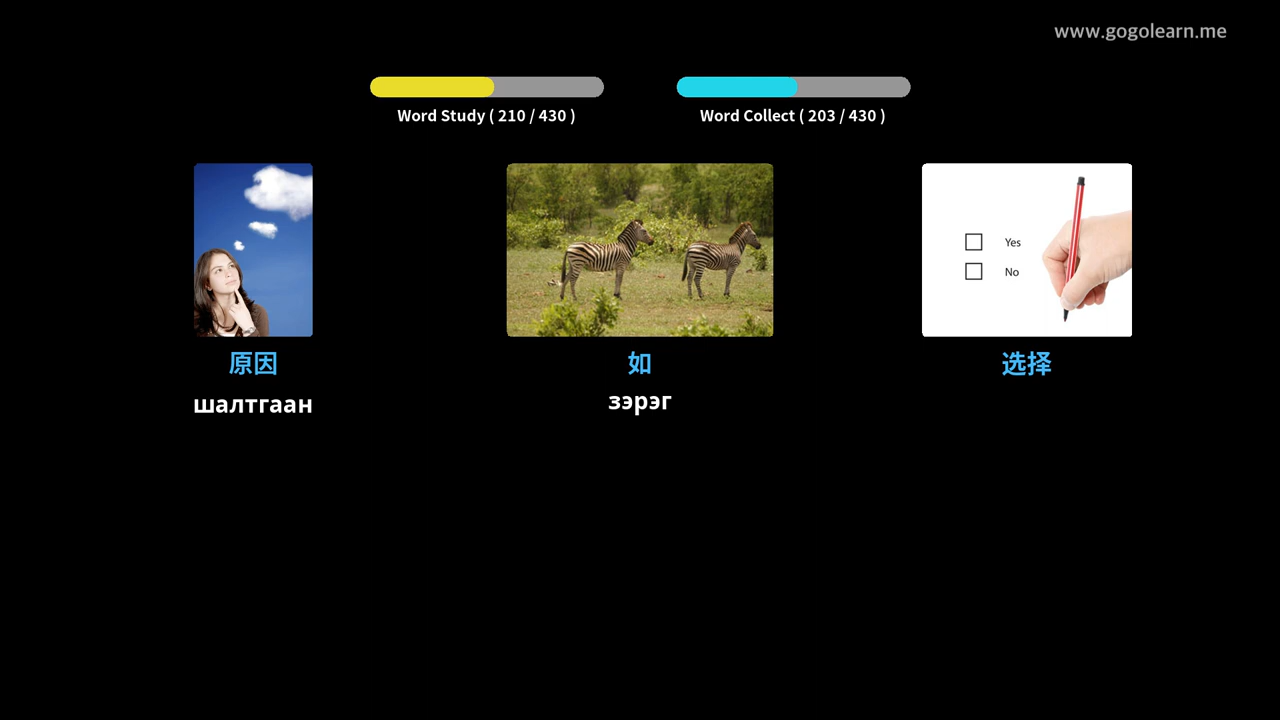 www.gogolearn.me
Word Study ( 210 / 430 )
Word Collect ( 203 / 430 )
Yes
No
原因
如
选择
шалтгаан
зэрэг